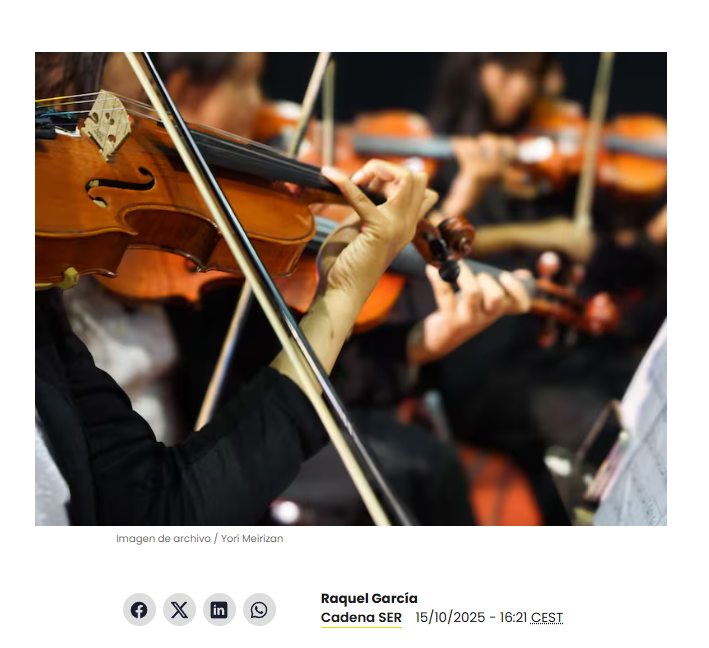 Imagen de archivo / Yori Meirizan
Raquel García
Cadena SER 15/10/2025 - 16:21 CEST